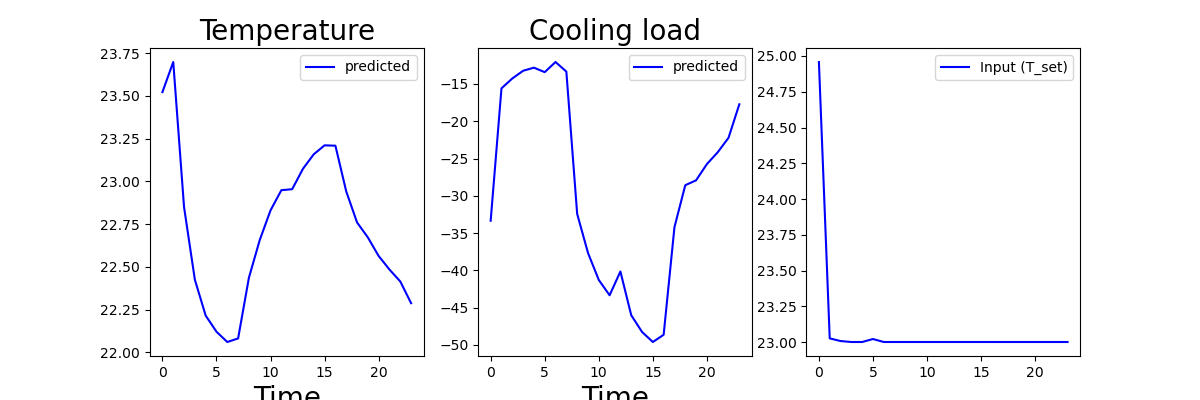 Temperature
Cooling load
predicted
predicted
Input (T_set)
23.75
23.50
23.25
23.00
22.75
22.50
22.25
22.00
0 5 10 15 20
Time
−15
−20
−25
−30
−35
−40
−45
−50
0 5 10 15 20
Time
25.00
24.75
24.50
24.25
24.00
23.75
23.50
23.25
23.00
0 5 10 15 20